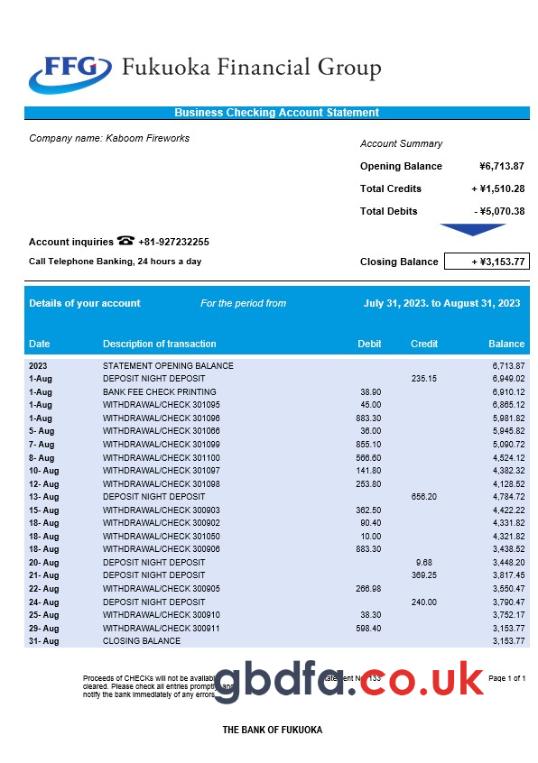 FFG Fukuoka Financial Group
Business Checking Account Statement
Company name: Kaboom Fireworks
Account Summary
Opening Balance ¥6,713.87
Total Credits + ¥1,510.28
Total Debits - ¥5,070.38
Account inquiries ☎ +81-927232255
Call Telephone Banking, 24 hours a day
Closing Balance + ¥3,153.77
Details of your account For the period from July 31, 2023. to August 31, 2023
Date Description of transaction Debit Credit Balance
2023 STATEMENT OPENING BALANCE 6,713.87
1-Aug DEPOSIT NIGHT DEPOSIT 235.15 6,949.02
1-Aug BANK FEE CHECK PRINTING 38.90 6,910.12
1-Aug WITHDRAWAL/CHECK 301095 45.00 6,865.12
1-Aug WITHDRAWAL/CHECK 301096 883.30 5,981.82
5- Aug WITHDRAWAL/CHECK 301066 36.00 5,945.82
7- Aug WITHDRAWAL/CHECK 301099 855.10 5,090.72
8- Aug WITHDRAWAL/CHECK 301100 566.60 4,524.12
10- Aug WITHDRAWAL/CHECK 301097 141.80 4,382.32
12- Aug WITHDRAWAL/CHECK 301098 253.80 4,128.52
13- Aug DEPOSIT NIGHT DEPOSIT 656.20 4,784.72
15- Aug WITHDRAWAL/CHECK 300903 362.50 4,422.22
18- Aug WITHDRAWAL/CHECK 300902 90.40 4,331.82
18- Aug WITHDRAWAL/CHECK 301050 10.00 4,321.82
18- Aug WITHDRAWAL/CHECK 300906 883.30 3,438.52
20- Aug DEPOSIT NIGHT DEPOSIT 9.68 3,448.20
21- Aug DEPOSIT NIGHT DEPOSIT 369.25 3,817.45
22- Aug WITHDRAWAL/CHECK 300905 266.98 3,550.47
24- Aug DEPOSIT NIGHT DEPOSIT 240.00 3,790.47
25- Aug WITHDRAWAL/CHECK 300910 38.30 3,752.17
29- Aug WITHDRAWAL/CHECK 300911 598.40 3,153.77
31- Aug CLOSING BALANCE 3,153.77
Proceeds of CHECKs will not be Page 1 of 1
cleared. Please check all entries
notify the bank immediately of any errors
gbdfa.co.uk
THE BANK OF FUKUOKA